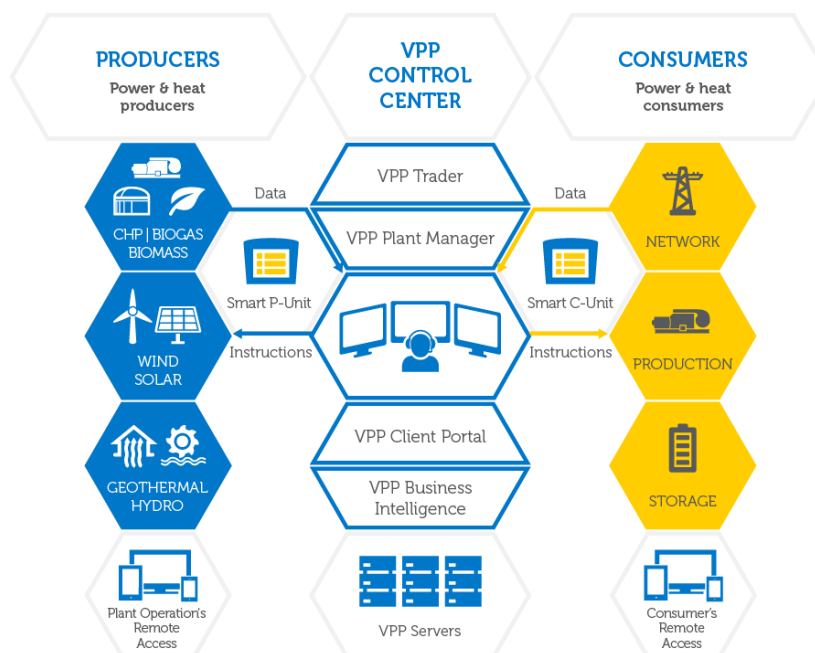 PRODUCERS
Power & heat
producers
VPP
CONTROL
CENTER
CONSUMERS
Power & heat
consumers
CHP | BIOGAS
BIOMASS
Data
VPP Trader
Data
NETWORK
VPP Plant Manager
Smart P-Unit
Smart C-Unit
WIND
SOLAR
Instructions
Instructions
PRODUCTION
VPP Client Portal
GEOTHERMAL
HYDRO
VPP Business
Intelligence
STORAGE
Plant Operation's
Remote
Access
VPP Servers
Consumer's
Remote
Access